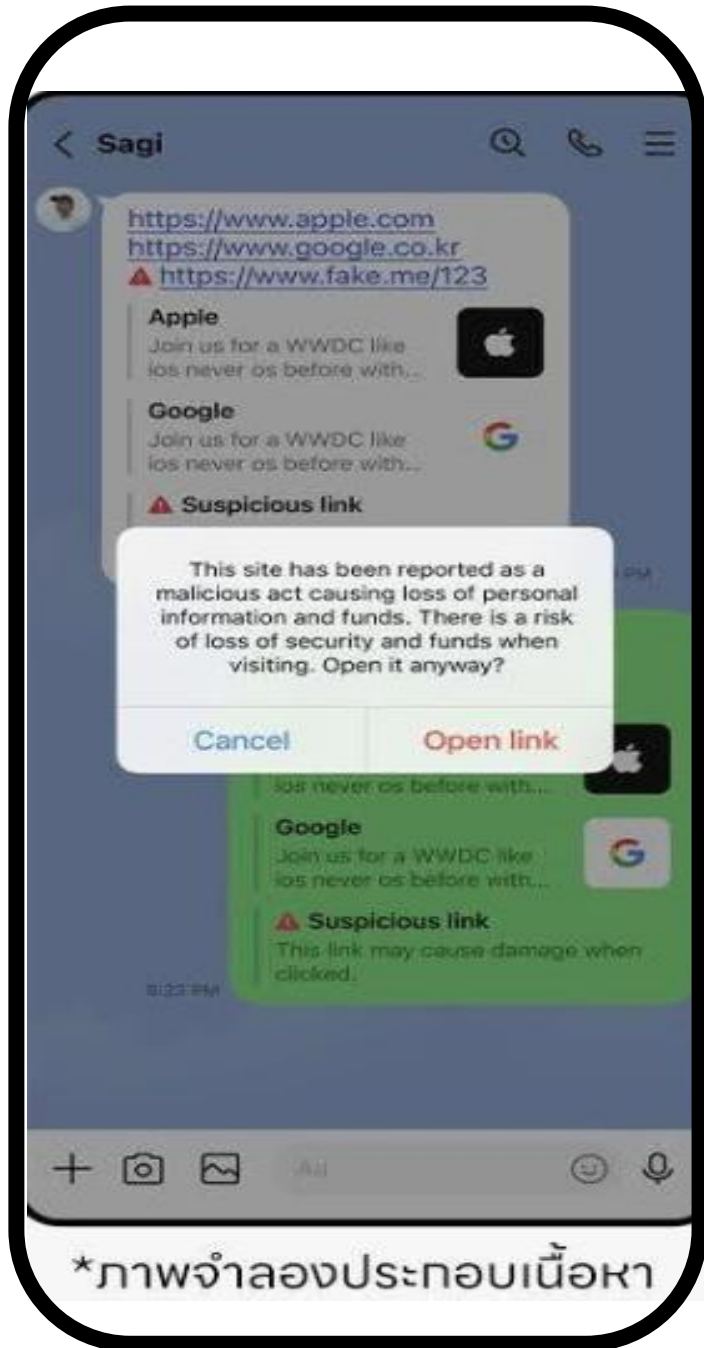 Sagi
https://www.apple.com
https://www.google.co.kr
https://www.fake.me/123
Apple
Join us for a WWDC like
ios never os before with...
Google
Join us for a WWDC like
ios never os before with...
Suspicious link
This site has been reported as a
malicious act causing loss of personal
information and funds. There is a risk
of loss of security and funds when
visiting. Open it anyway?
Cancel
Open link
PM
ios never os before with...
Google
Join us for a WWDC like
ios never os before with...
Suspicious link
This link may cause damage when
clicked.
8:23 PM
Aa
*ภาพจำลองประกอบเนื้อหา